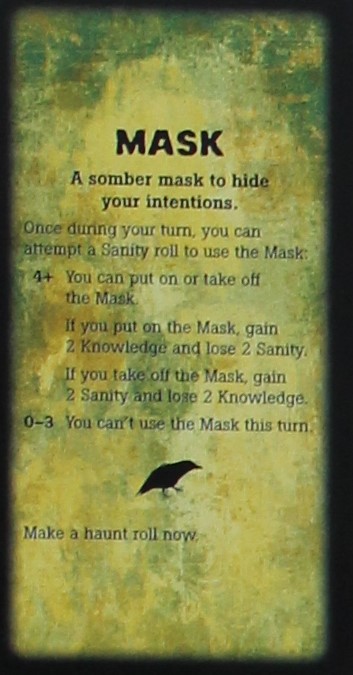 MASK
A somber mask to hide
your intentions.
Once during your turn, you can
attempt a Sanity roll to use the Mask:
4+ You can put on or take off
the Mask.
If you put on the Mask, gain
2 Knowledge and lose 2 Sanity.
If you take off the Mask, gain
2 Sanity and lose 2 Knowledge.
0–3 You can't use the Mask this turn.
Make a haunt roll now.